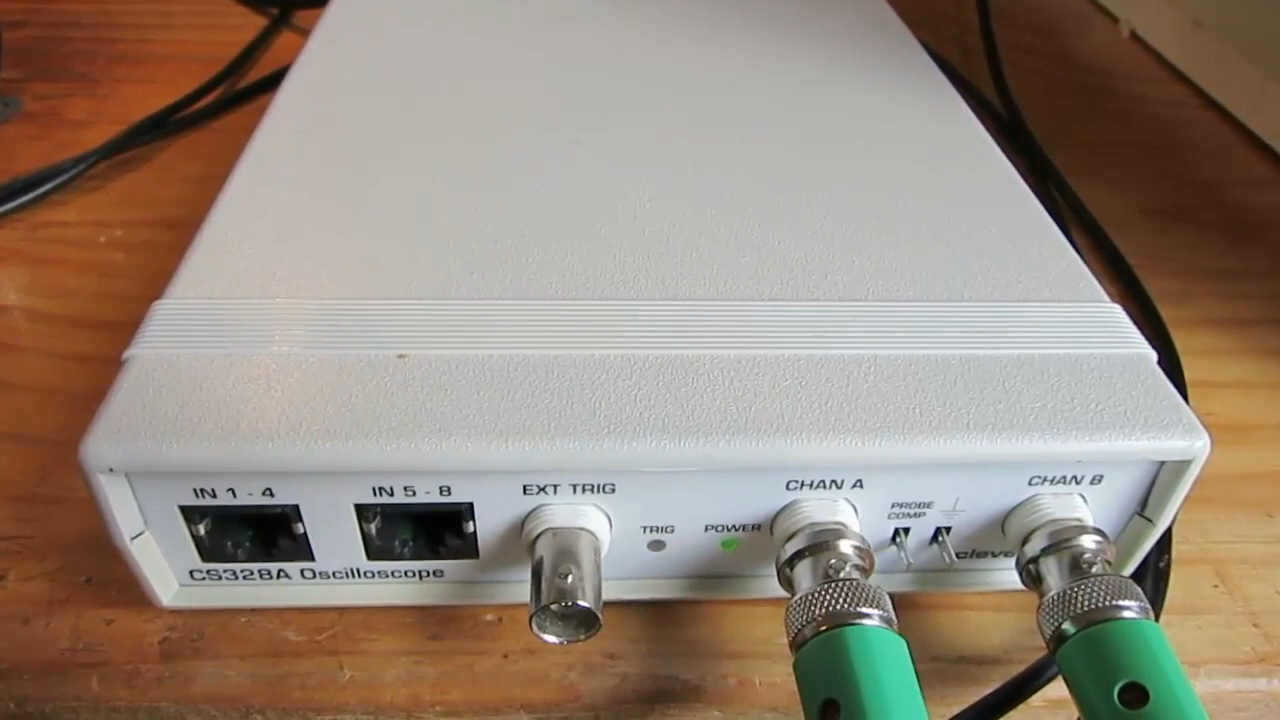 IN 1 - 4
IN 5 - 8
EXT TRIG
TRIG
POWER
CHAN A
PROBE
COMP
CHAN B
CS328A Oscilloscope